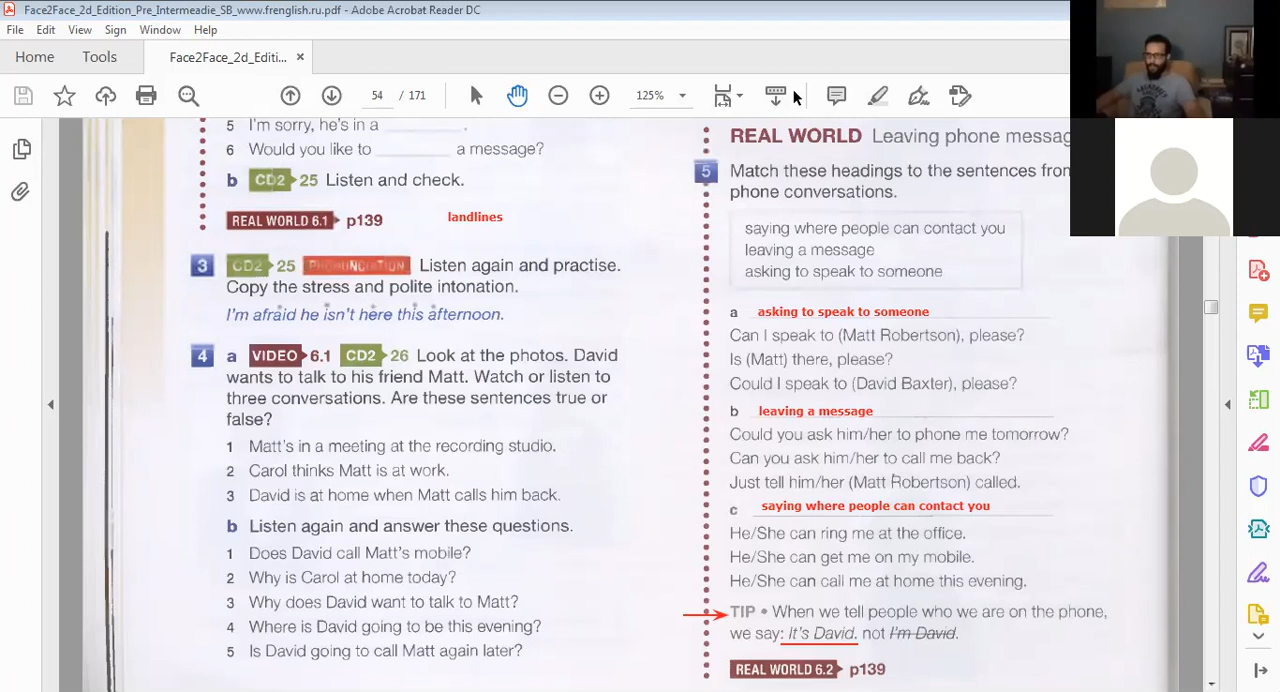 Face2Face_2d_Edition_Pre_Intermeadie_SB_www.frenglish.ru.pdf - Adobe Acrobat Reader DC
File Edit View Sign Window Help
Home Tools Face2Face_2d_Editi... ×
54 / 171 125%
5 I'm sorry, he's in a ________ .
6 Would you like to ________ a message?
b CD2 25 Listen and check.
REAL WORLD 6.1 p139
landlines
3 CD2 25 PRONUNCIATION Listen again and practise.
Copy the stress and polite intonation.
I'm afraid he isn't here this afternoon.
4 a VIDEO 6.1 CD2 26 Look at the photos. David
wants to talk to his friend Matt. Watch or listen to
three conversations. Are these sentences true or
false?
1 Matt's in a meeting at the recording studio.
2 Carol thinks Matt is at work.
3 David is at home when Matt calls him back.
b Listen again and answer these questions.
1 Does David call Matt's mobile?
2 Why is Carol at home today?
3 Why does David want to talk to Matt?
4 Where is David going to be this evening?
5 Is David going to call Matt again later?
REAL WORLD Leaving phone messag
5 Match these headings to the sentences from
phone conversations.
saying where people can contact you
leaving a message
asking to speak to someone
a asking to speak to someone
Can I speak to (Matt Robertson), please?
Is (Matt) there, please?
Could I speak to (David Baxter), please?
b leaving a message
Could you ask him/her to phone me tomorrow?
Can you ask him/her to call me back?
Just tell him/her (Matt Robertson) called.
c saying where people can contact you
He/She can ring me at the office.
He/She can get me on my mobile.
He/She can call me at home this evening.
TIP • When we tell people who we are on the phone,
we say: It's David. not I'm David.
REAL WORLD 6.2 p139